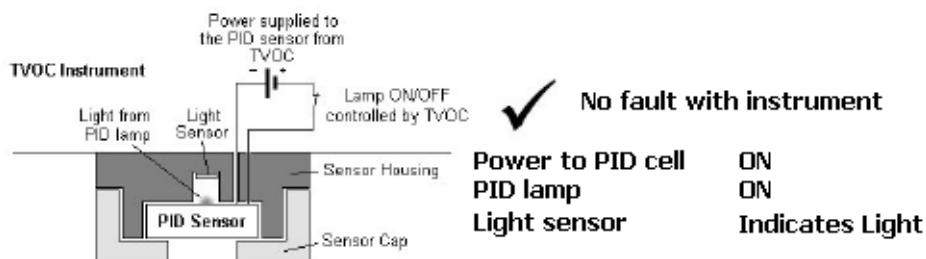 Power supplied to
the PID sensor from
TVOC
– +
TVOC Instrument
Lamp ON/OFF
controlled by TVOC
Light from
PID lamp
Light
Sensor
Sensor Housing
PID Sensor
Sensor Cap
No fault with instrument
Power to PID cell ON
PID lamp ON
Light sensor Indicates Light